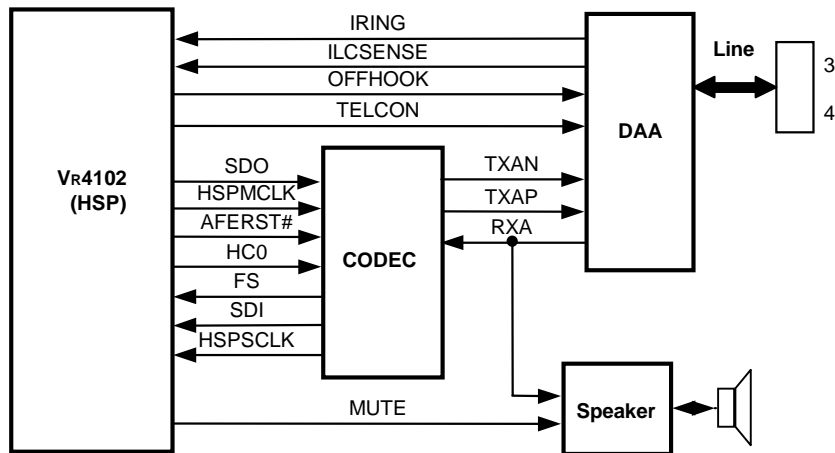 IRING
ILCSENSE
OFFHOOK
TELCON
Line
3
4
DAA
VR4102
(HSP)
SDO
HSPMCLK
AFERST#
HC0
FS
SDI
HSPSCLK
CODEC
TXAN
TXAP
RXA
MUTE
Speaker